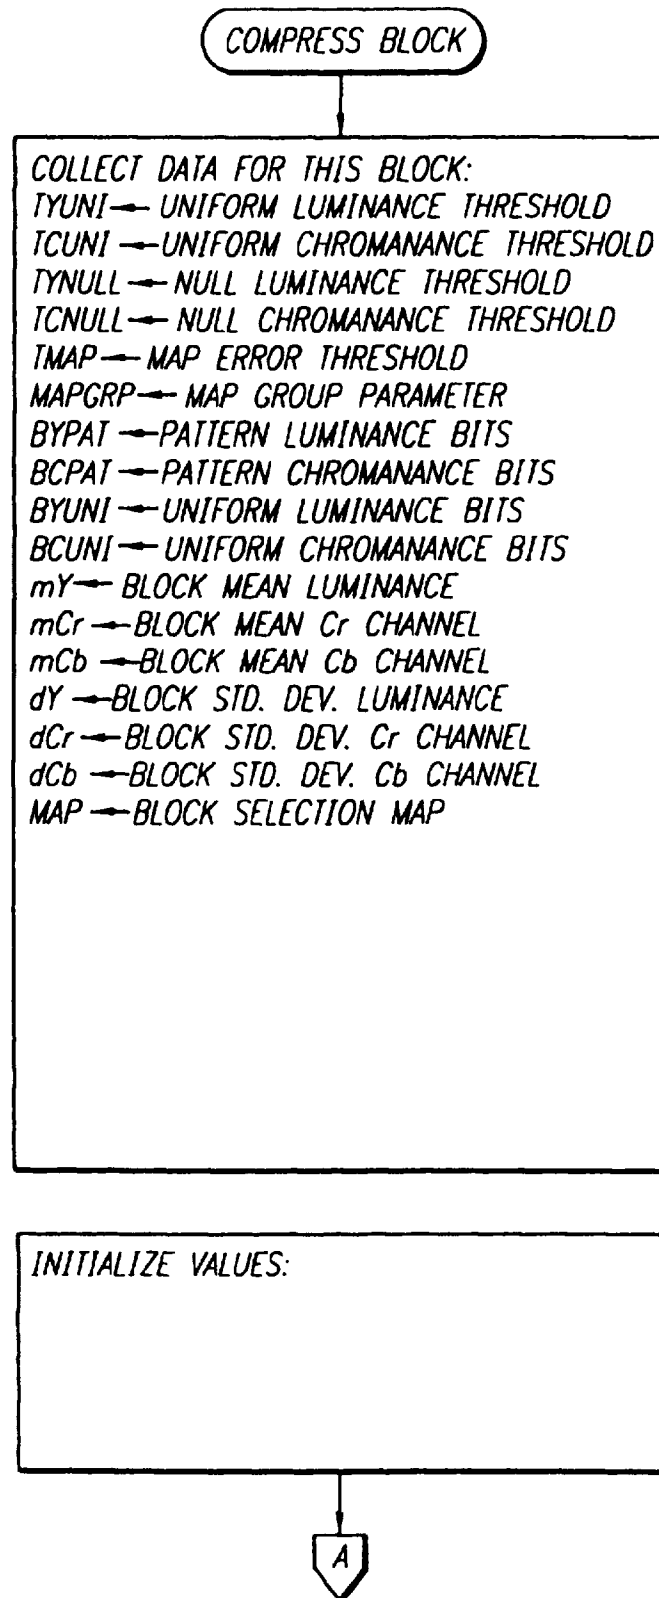 COMPRESS BLOCK
COLLECT DATA FOR THIS BLOCK:
TYUNI ← UNIFORM LUMINANCE THRESHOLD
TCUNI ← UNIFORM CHROMANANCE THRESHOLD
TYNULL ← NULL LUMINANCE THRESHOLD
TCNULL ← NULL CHROMANANCE THRESHOLD
TMAP ← MAP ERROR THRESHOLD
MAPGRP ← MAP GROUP PARAMETER
BYPAT ← PATTERN LUMINANCE BITS
BCPAT ← PATTERN CHROMANANCE BITS
BYUNI ← UNIFORM LUMINANCE BITS
BCUNI ← UNIFORM CHROMANANCE BITS
mY ← BLOCK MEAN LUMINANCE
mCr ← BLOCK MEAN Cr CHANNEL
mCb ← BLOCK MEAN Cb CHANNEL
dY ← BLOCK STD. DEV. LUMINANCE
dCr ← BLOCK STD. DEV. Cr CHANNEL
dCb ← BLOCK STD. DEV. Cb CHANNEL
MAP ← BLOCK SELECTION MAP
INITIALIZE VALUES:
A